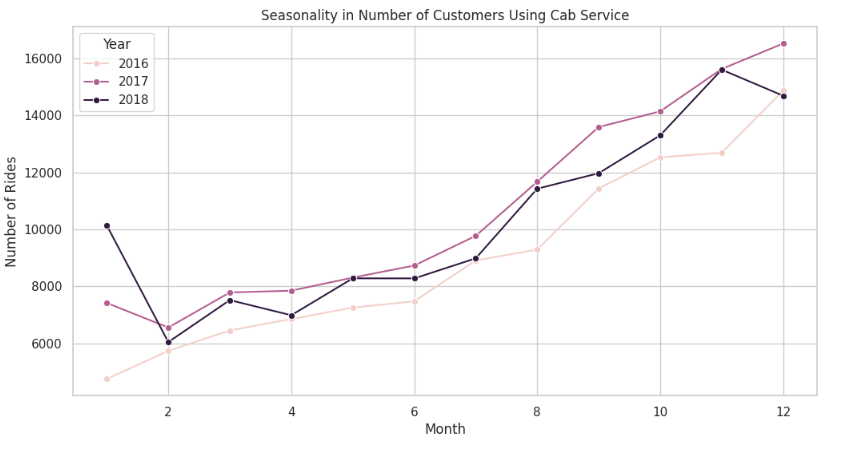 Seasonality in Number of Customers Using Cab Service
Year
2016
2017
2018
Number of Rides
16000
14000
12000
10000
8000
6000
2 4 6 8 10 12
Month